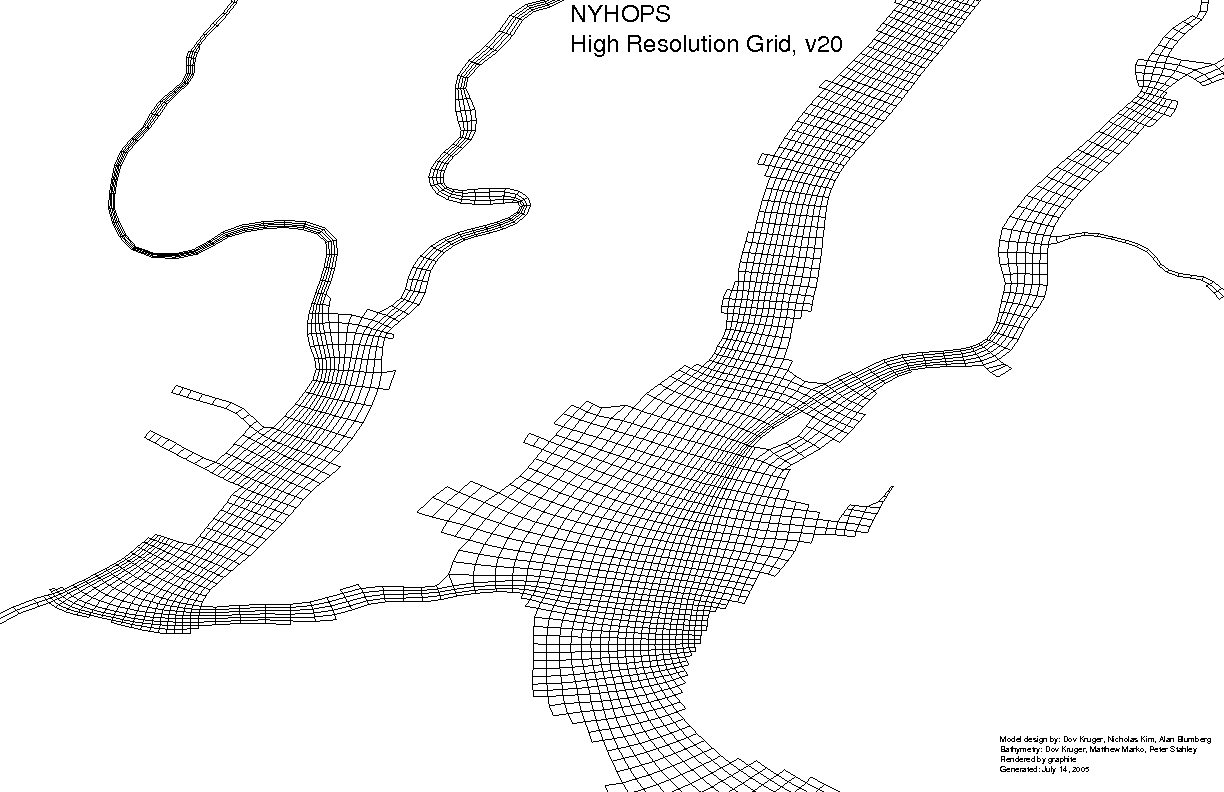 NYHOPS
High Resolution Grid, v20
Model design by: Dov Kruger, Nicholas Kim, Alan Blumberg
Bathymetry: Dov Kruger, Matthew Marko, Peter Stahley
Rendered by graphite
Generated: July 14, 2005